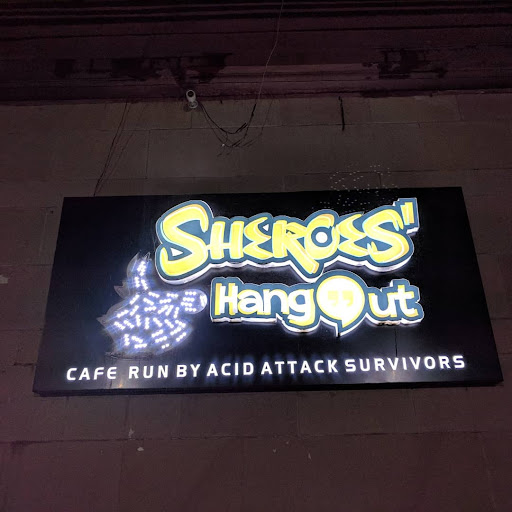 SHEROES"
HangOut
CAFE RUN BY ACID ATTACK SURVIVORS